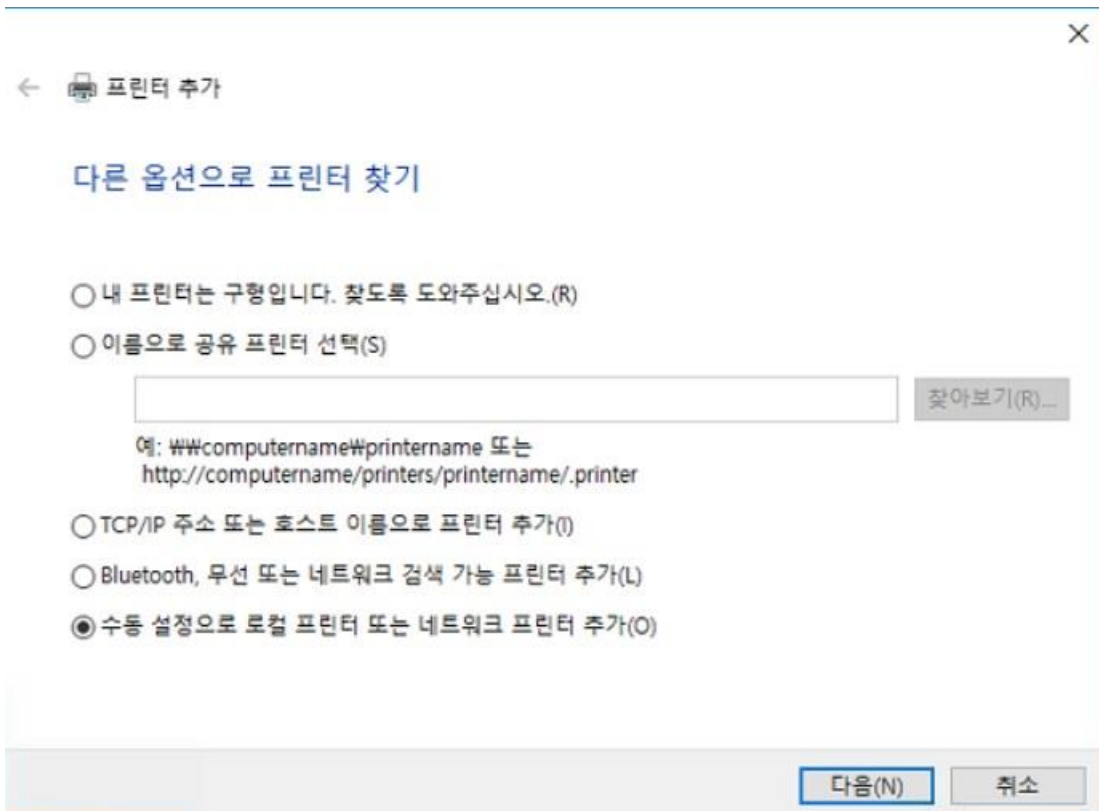 프린터 추가
다른 옵션으로 프린터 찾기
내 프린터는 구형입니다. 찾도록 도와주십시오.(R)
이름으로 공유 프린터 선택(S)
찾아보기(R)...
예: ₩₩computername₩printername 또는
http://computername/printers/printername/.printer
TCP/IP 주소 또는 호스트 이름으로 프린터 추가(I)
Bluetooth, 무선 또는 네트워크 검색 가능 프린터 추가(L)
수동 설정으로 로컬 프린터 또는 네트워크 프린터 추가(O)
다음(N) 취소